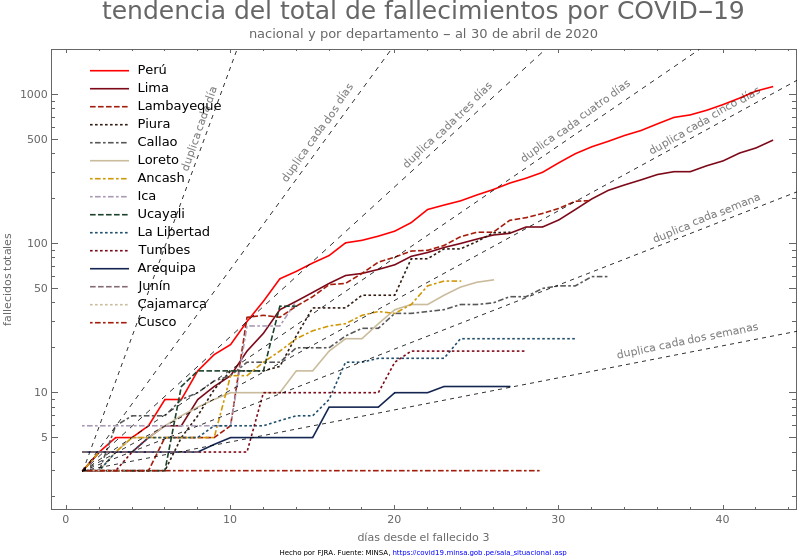 tendencia del total de fallecimientos por COVID−19
nacional y por departamento − al 30 de abril de 2020
Perú
Lima
Lambayeque
Piura
Callao
Loreto
Ancash
Ica
Ucayali
La Libertad
Tumbes
Arequipa
Junín
Cajamarca
Cusco
duplica cada día
duplica cada dos días
duplica cada tres días
duplica cada cuatro días
duplica cada cinco días
duplica cada semana
duplica cada dos semanas
fallecidos totales
1000
500
100
50
10
5
0 10 20 30 40
días desde el fallecido 3
Hecho por FJRA. Fuente: MINSA, https://covid19.minsa.gob.pe/sala_situacional.asp